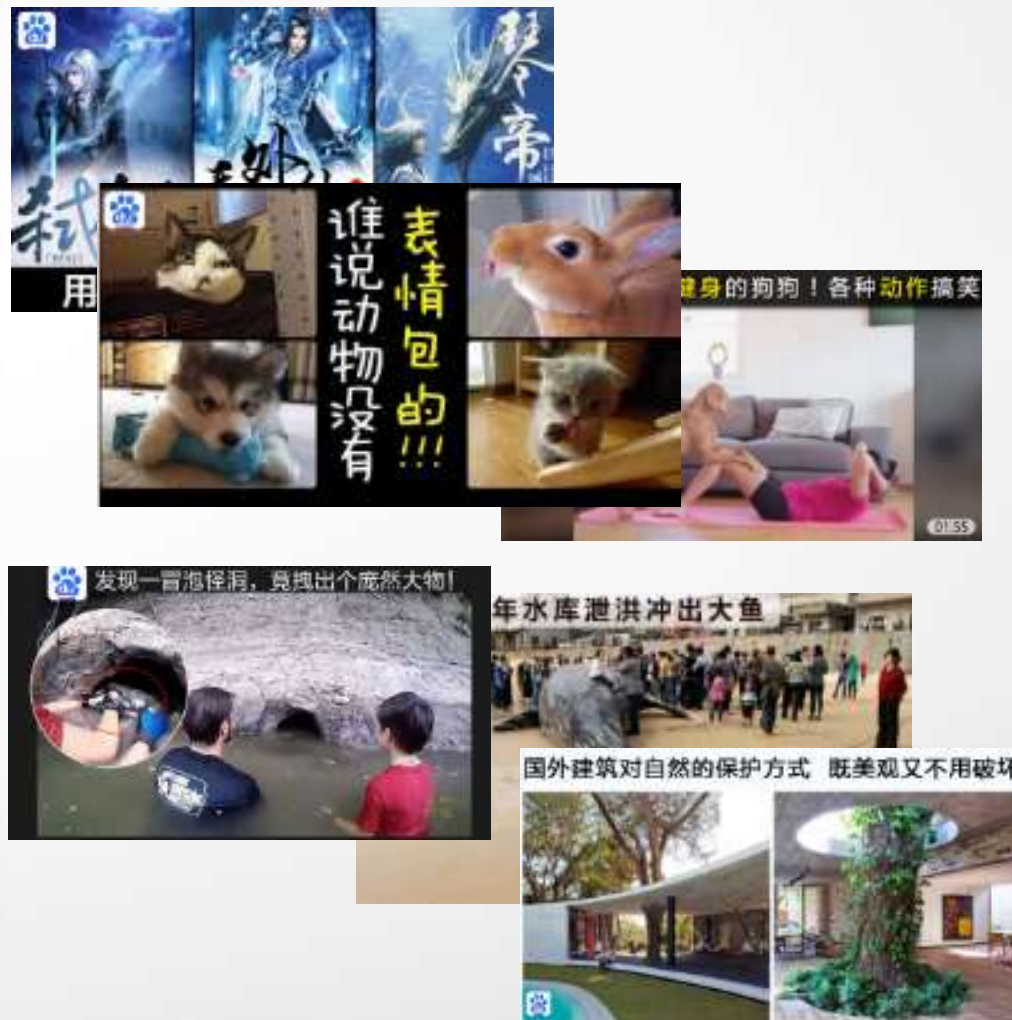 琴帝
弑
用
谁说动物没有
表情包的!!!
健身的狗狗！各种动作搞笑
01:55
发现一冒泡怪洞，竟拽出个庞然大物！
年水库泄洪冲出大鱼
国外建筑对自然的保护方式 既美观又不用破坏